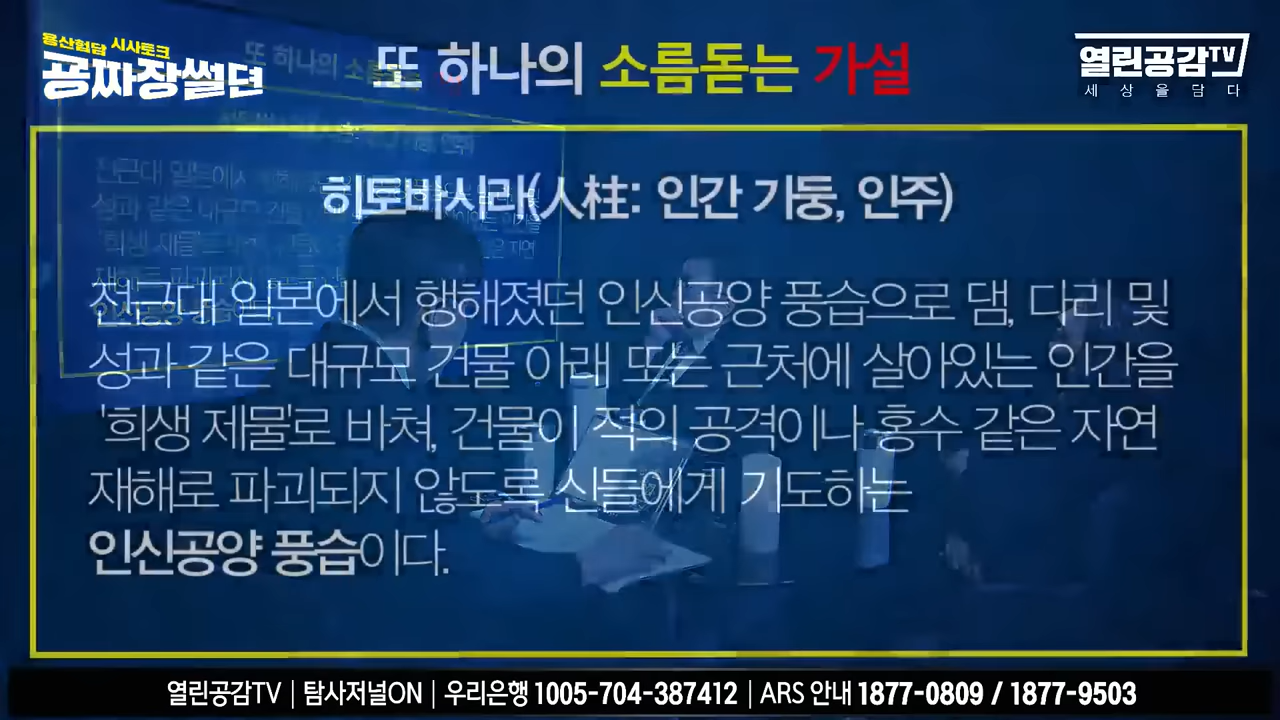 용산험담 시사토크
공짜장썰뎐
또 하나의 소름돋는 가설
열린공감TV
세상을 담다
히토바시라(人柱: 인간 기둥, 인주)
전근대 일본에서 행해졌던 인신공양 풍습으로 댐, 다리 및
성과 같은 대규모 건물 아래 또는 근처에 살아있는 인간을
'희생 제물'로 바쳐, 건물이 적의 공격이나 홍수 같은 자연
재해로 파괴되지 않도록 신들에게 기도하는
인신공양 풍습이다.
열린공감TV | 탐사저널ON | 우리은행 1005-704-387412 | ARS 안내 1877-0809 / 1877-9503